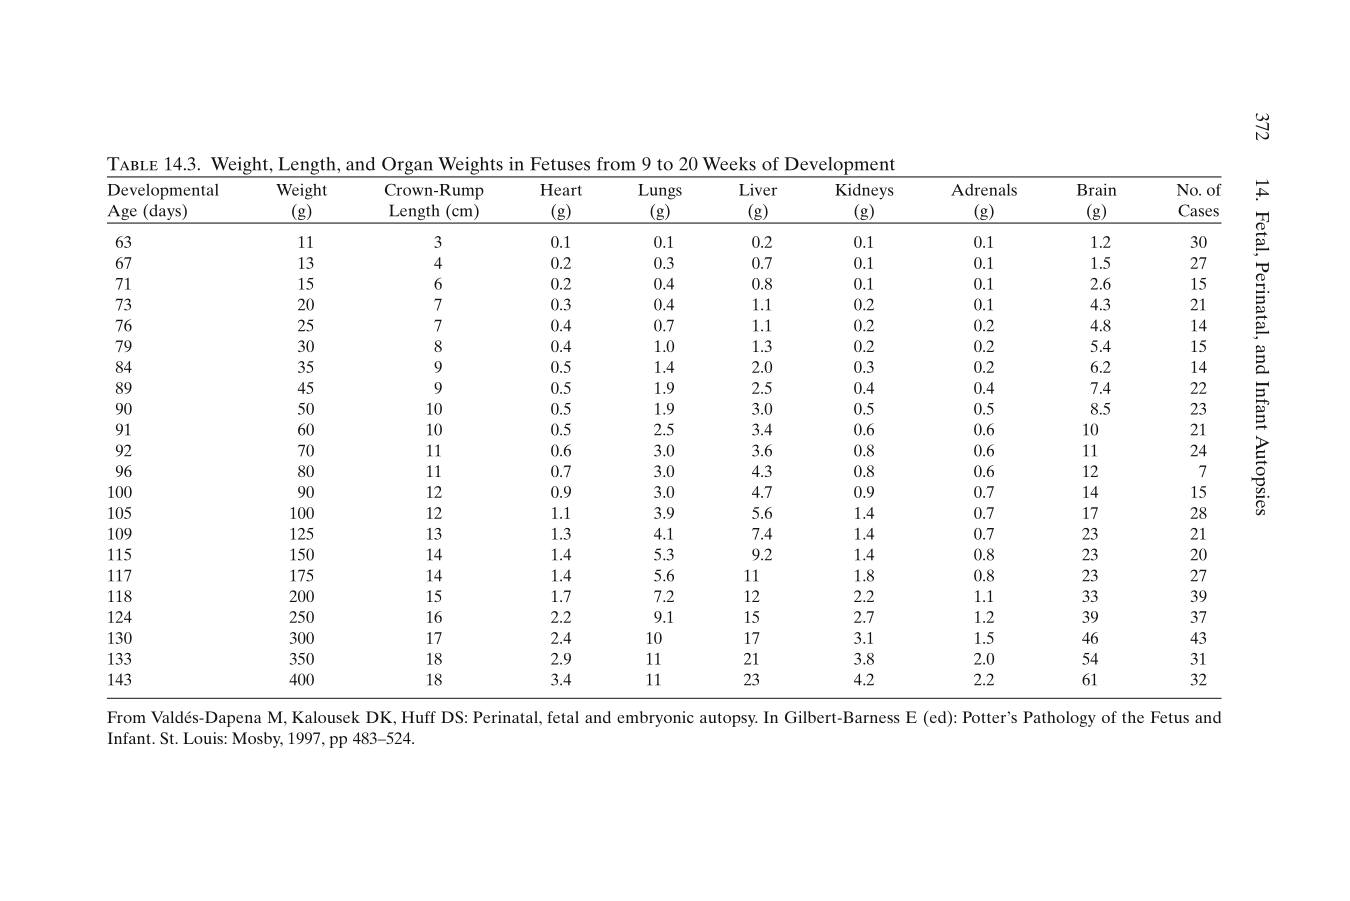 372 14. Fetal, Perinatal, and Infant Autopsies
TABLE 14.3. Weight, Length, and Organ Weights in Fetuses from 9 to 20 Weeks of Development
Developmental Weight Crown-Rump Heart Lungs Liver Kidneys Adrenals Brain No. of
Age (days) (g) Length (cm) (g) (g) (g) (g) (g) (g) Cases
63 11 3 0.1 0.1 0.2 0.1 0.1 1.2 30
67 13 4 0.2 0.3 0.7 0.1 0.1 1.5 27
71 15 6 0.2 0.4 0.8 0.1 0.1 2.6 15
73 20 7 0.3 0.4 1.1 0.2 0.1 4.3 21
76 25 7 0.4 0.7 1.1 0.2 0.2 4.8 14
79 30 8 0.4 1.0 1.3 0.2 0.2 5.4 15
84 35 9 0.5 1.4 2.0 0.3 0.2 6.2 14
89 45 9 0.5 1.9 2.5 0.4 0.4 7.4 22
90 50 10 0.5 1.9 3.0 0.5 0.5 8.5 23
91 60 10 0.5 2.5 3.4 0.6 0.6 10 21
92 70 11 0.6 3.0 3.6 0.8 0.6 11 24
96 80 11 0.7 3.0 4.3 0.8 0.6 12 7
100 90 12 0.9 3.0 4.7 0.9 0.7 14 15
105 100 12 1.1 3.9 5.6 1.4 0.7 17 28
109 125 13 1.3 4.1 7.4 1.4 0.7 23 21
115 150 14 1.4 5.3 9.2 1.4 0.8 23 20
117 175 14 1.4 5.6 11 1.8 0.8 23 27
118 200 15 1.7 7.2 12 2.2 1.1 33 39
124 250 16 2.2 9.1 15 2.7 1.2 39 37
130 300 17 2.4 10 17 3.1 1.5 46 43
133 350 18 2.9 11 21 3.8 2.0 54 31
143 400 18 3.4 11 23 4.2 2.2 61 32
From Valdés-Dapena M, Kalousek DK, Huff DS: Perinatal, fetal and embryonic autopsy. In Gilbert-Barness E (ed): Potter's Pathology of the Fetus and
Infant. St. Louis: Mosby, 1997, pp 483–524.